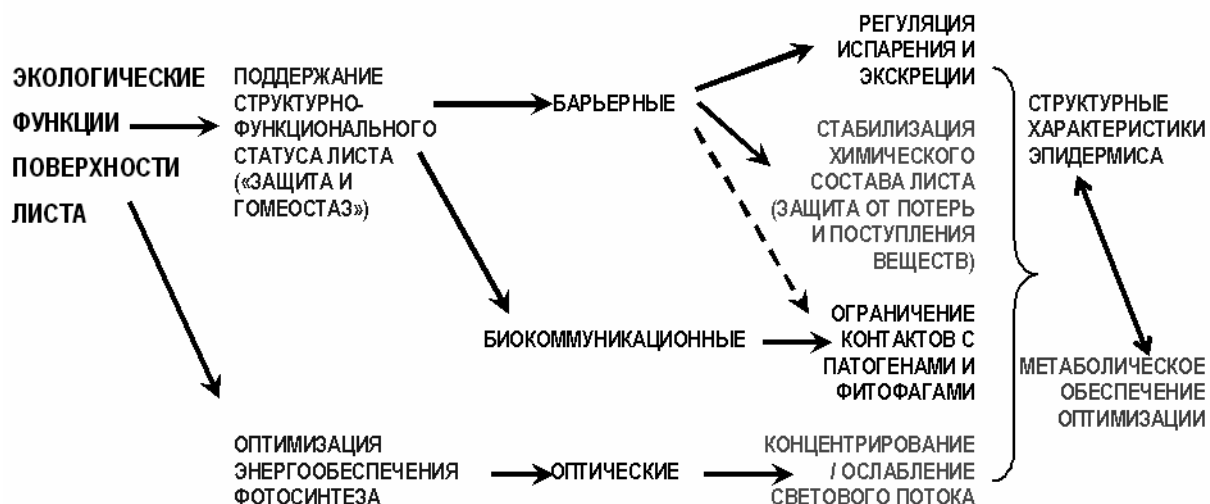 ЭКОЛОГИЧЕСКИЕ
ФУНКЦИИ
ПОВЕРХНОСТИ
ЛИСТА
ПОДДЕРЖАНИЕ
СТРУКТУРНО-
ФУНКЦИОНАЛЬНОГО
СТАТУСА ЛИСТА
(«ЗАЩИТА И
ГОМЕОСТАЗ»)
БАРЬЕРНЫЕ
РЕГУЛЯЦИЯ
ИСПАРЕНИЯ И
ЭКСКРЕЦИИ
СТАБИЛИЗАЦИЯ
ХИМИЧЕСКОГО
СОСТАВА ЛИСТА
(ЗАЩИТА ОТ ПОТЕРЬ
И ПОСТУПЛЕНИЯ
ВЕЩЕСТВ)
БИОКОММУНИКАЦИОННЫЕ
ОГРАНИЧЕНИЕ
КОНТАКТОВ С
ПАТОГЕНАМИ И
ФИТОФАГАМИ
ОПТИМИЗАЦИЯ
ЭНЕРГООБЕСПЕЧЕНИЯ
ФОТОСИНТЕЗА
ОПТИЧЕСКИЕ
КОНЦЕНТРИРОВАНИЕ
/ ОСЛАБЛЕНИЕ
СВЕТОВОГО ПОТОКА
СТРУКТУРНЫЕ
ХАРАКТЕРИСТИКИ
ЭПИДЕРМИСА
МЕТАБОЛИЧЕСКОЕ
ОБЕСПЕЧЕНИЕ
ОПТИМИЗАЦИИ